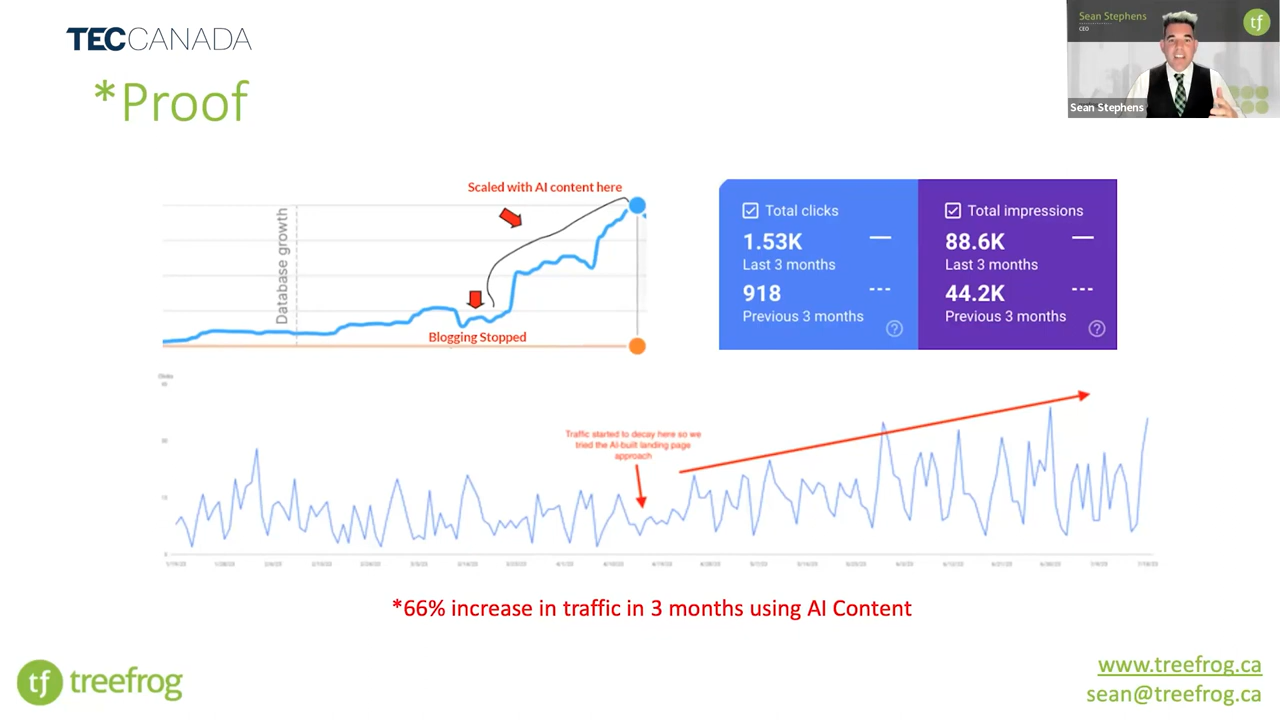 TECCANADA
*Proof
Sean Stephens
CEO
tf
Sean Stephens
Scaled with AI content here
Database growth
Blogging Stopped
Total clicks
1.53K
Last 3 months
918
Previous 3 months
?
Total impressions
88.6K
Last 3 months
44.2K
Previous 3 months
?
Clicks
Traffic started to decay here so we
tried the AI-built landing page
approach
*66% increase in traffic in 3 months using AI Content
tf treefrog
www.treefrog.ca
sean@treefrog.ca